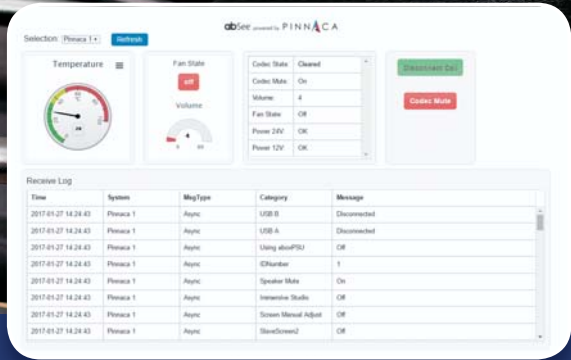 abSee powered by PINNACA
Selection: Pinnaca 1 Refresh
Temperature
Fan State
off
Volume
4
Codec State Cleared
Codec Mute On
Volume 4
Fan State Off
Power 24V OK
Power 12V OK
Disconnect Call
Codec Mute
Receive Log
Time System MsgType Category Message
2017-01-27 14:24:43 Pinnaca 1 Async USB B Disconnected
2017-01-27 14:24:43 Pinnaca 1 Async USB A Disconnected
2017-01-27 14:24:43 Pinnaca 1 Async Using aboxPSU Off
2017-01-27 14:24:43 Pinnaca 1 Async IDNumber 1
2017-01-27 14:24:43 Pinnaca 1 Async Speaker Mute On
2017-01-27 14:24:43 Pinnaca 1 Async Immersive Studio Off
2017-01-27 14:24:43 Pinnaca 1 Async Screen Manual Adjust Off
2017-01-27 14:24:43 Pinnaca 1 Async SlaveScreen2 Off